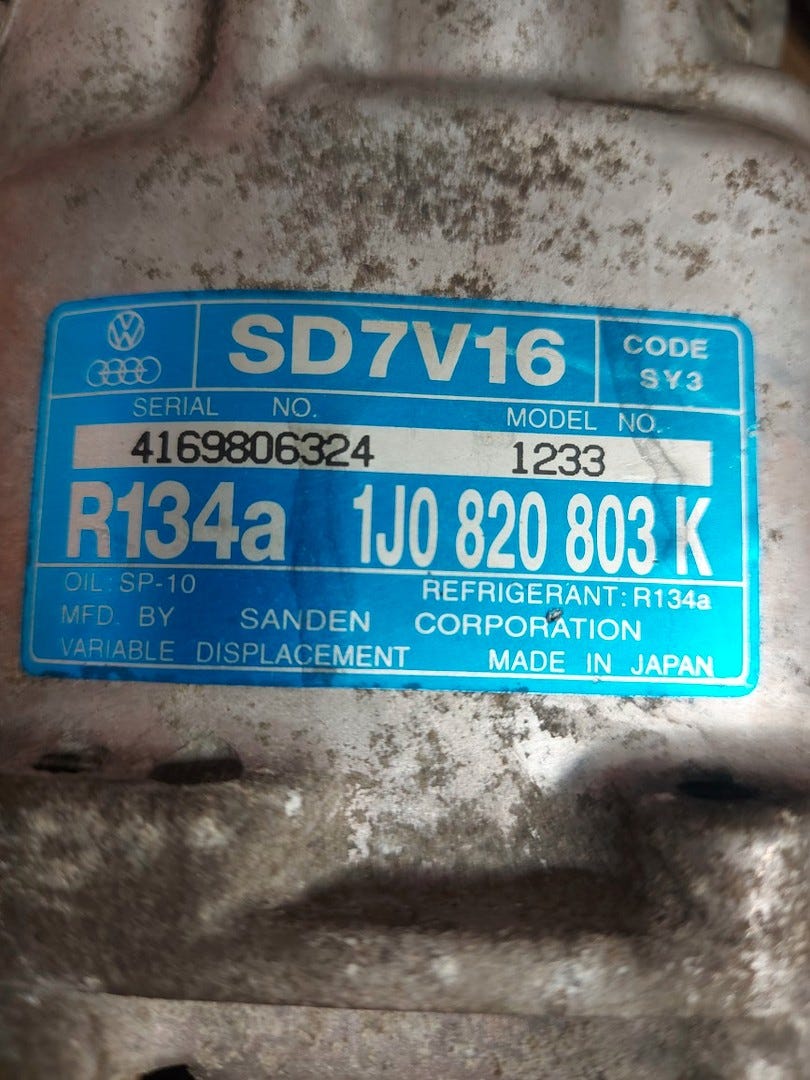 SD7V16
CODE
SY3
SERIAL NO.
MODEL NO.
4169806324 1233
R134a 1J0 820 803 K
OIL: SP-10
REFRIGERANT: R134a
MFD. BY SANDEN CORPORATION
VARIABLE DISPLACEMENT MADE IN JAPAN